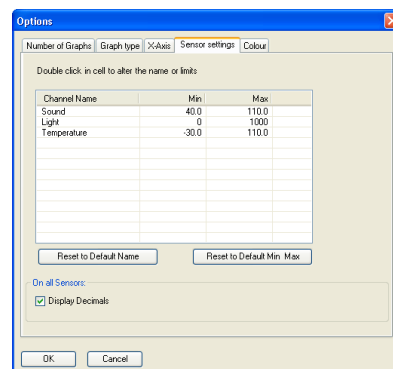 Options
Number of Graphs Graph type X-Axis Sensor settings Colour
Double click in cell to alter the name or limits
Channel Name Min Max
Sound 40.0 110.0
Light 0 1000
Temperature -30.0 110.0
Reset to Default Name Reset to Default Min Max
On all Sensors:
Display Decimals
OK Cancel